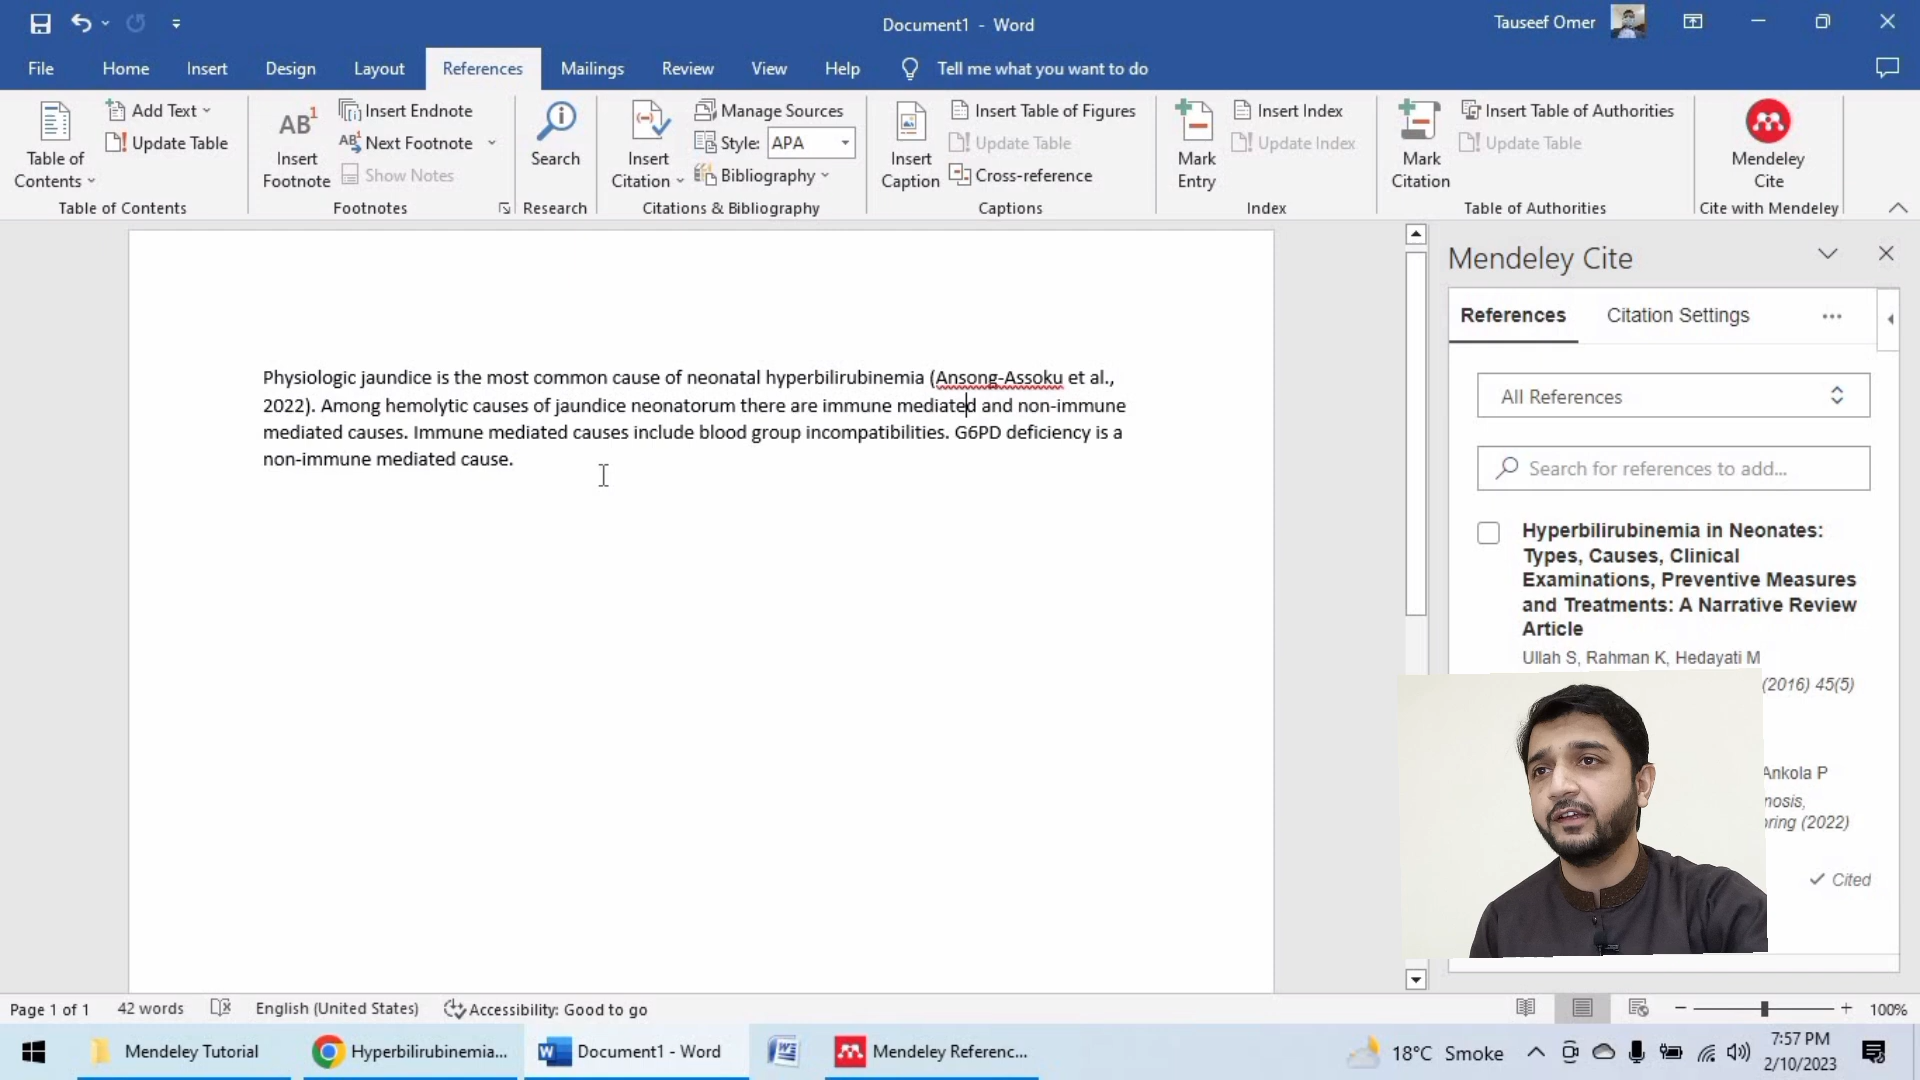 Document1 - Word
Tauseef Omer
File
Home
Insert
Design
Layout
References
Mailings
Review
View
Help
Tell me what you want to do
Table of
Contents
Add Text
Update Table
Table of Contents
AB1
Insert
Footnote
Insert Endnote
Next Footnote
Show Notes
Footnotes
Search
Research
Insert
Citation
Manage Sources
Style: APA
Bibliography
Citations & Bibliography
Insert
Caption
Insert Table of Figures
Update Table
Cross-reference
Captions
Mark
Entry
Insert Index
Update Index
Index
Mark
Citation
Insert Table of Authorities
Update Table
Table of Authorities
Mendeley
Cite
Cite with Mendeley
Physiologic jaundice is the most common cause of neonatal hyperbilirubinemia (Ansong-Assoku et al.,
2022). Among hemolytic causes of jaundice neonatorum there are immune mediated and non-immune
mediated causes. Immune mediated causes include blood group incompatibilities. G6PD deficiency is a
non-immune mediated cause.
Mendeley Cite
References
Citation Settings
All References
Search for references to add...
Hyperbilirubinemia in Neonates:
Types, Causes, Clinical
Examinations, Preventive Measures
and Treatments: A Narrative Review
Article
Ullah S, Rahman K, Hedayati M
(2016) 45(5)
Ankola P
nosis,
(2022)
Cited
Page 1 of 1
42 words
English (United States)
Accessibility: Good to go
100%
Mendeley Tutorial
Hyperbilirubinemia...
Document1 - Word
Mendeley Referenc...
18°C Smoke
7:57 PM
2/10/2023